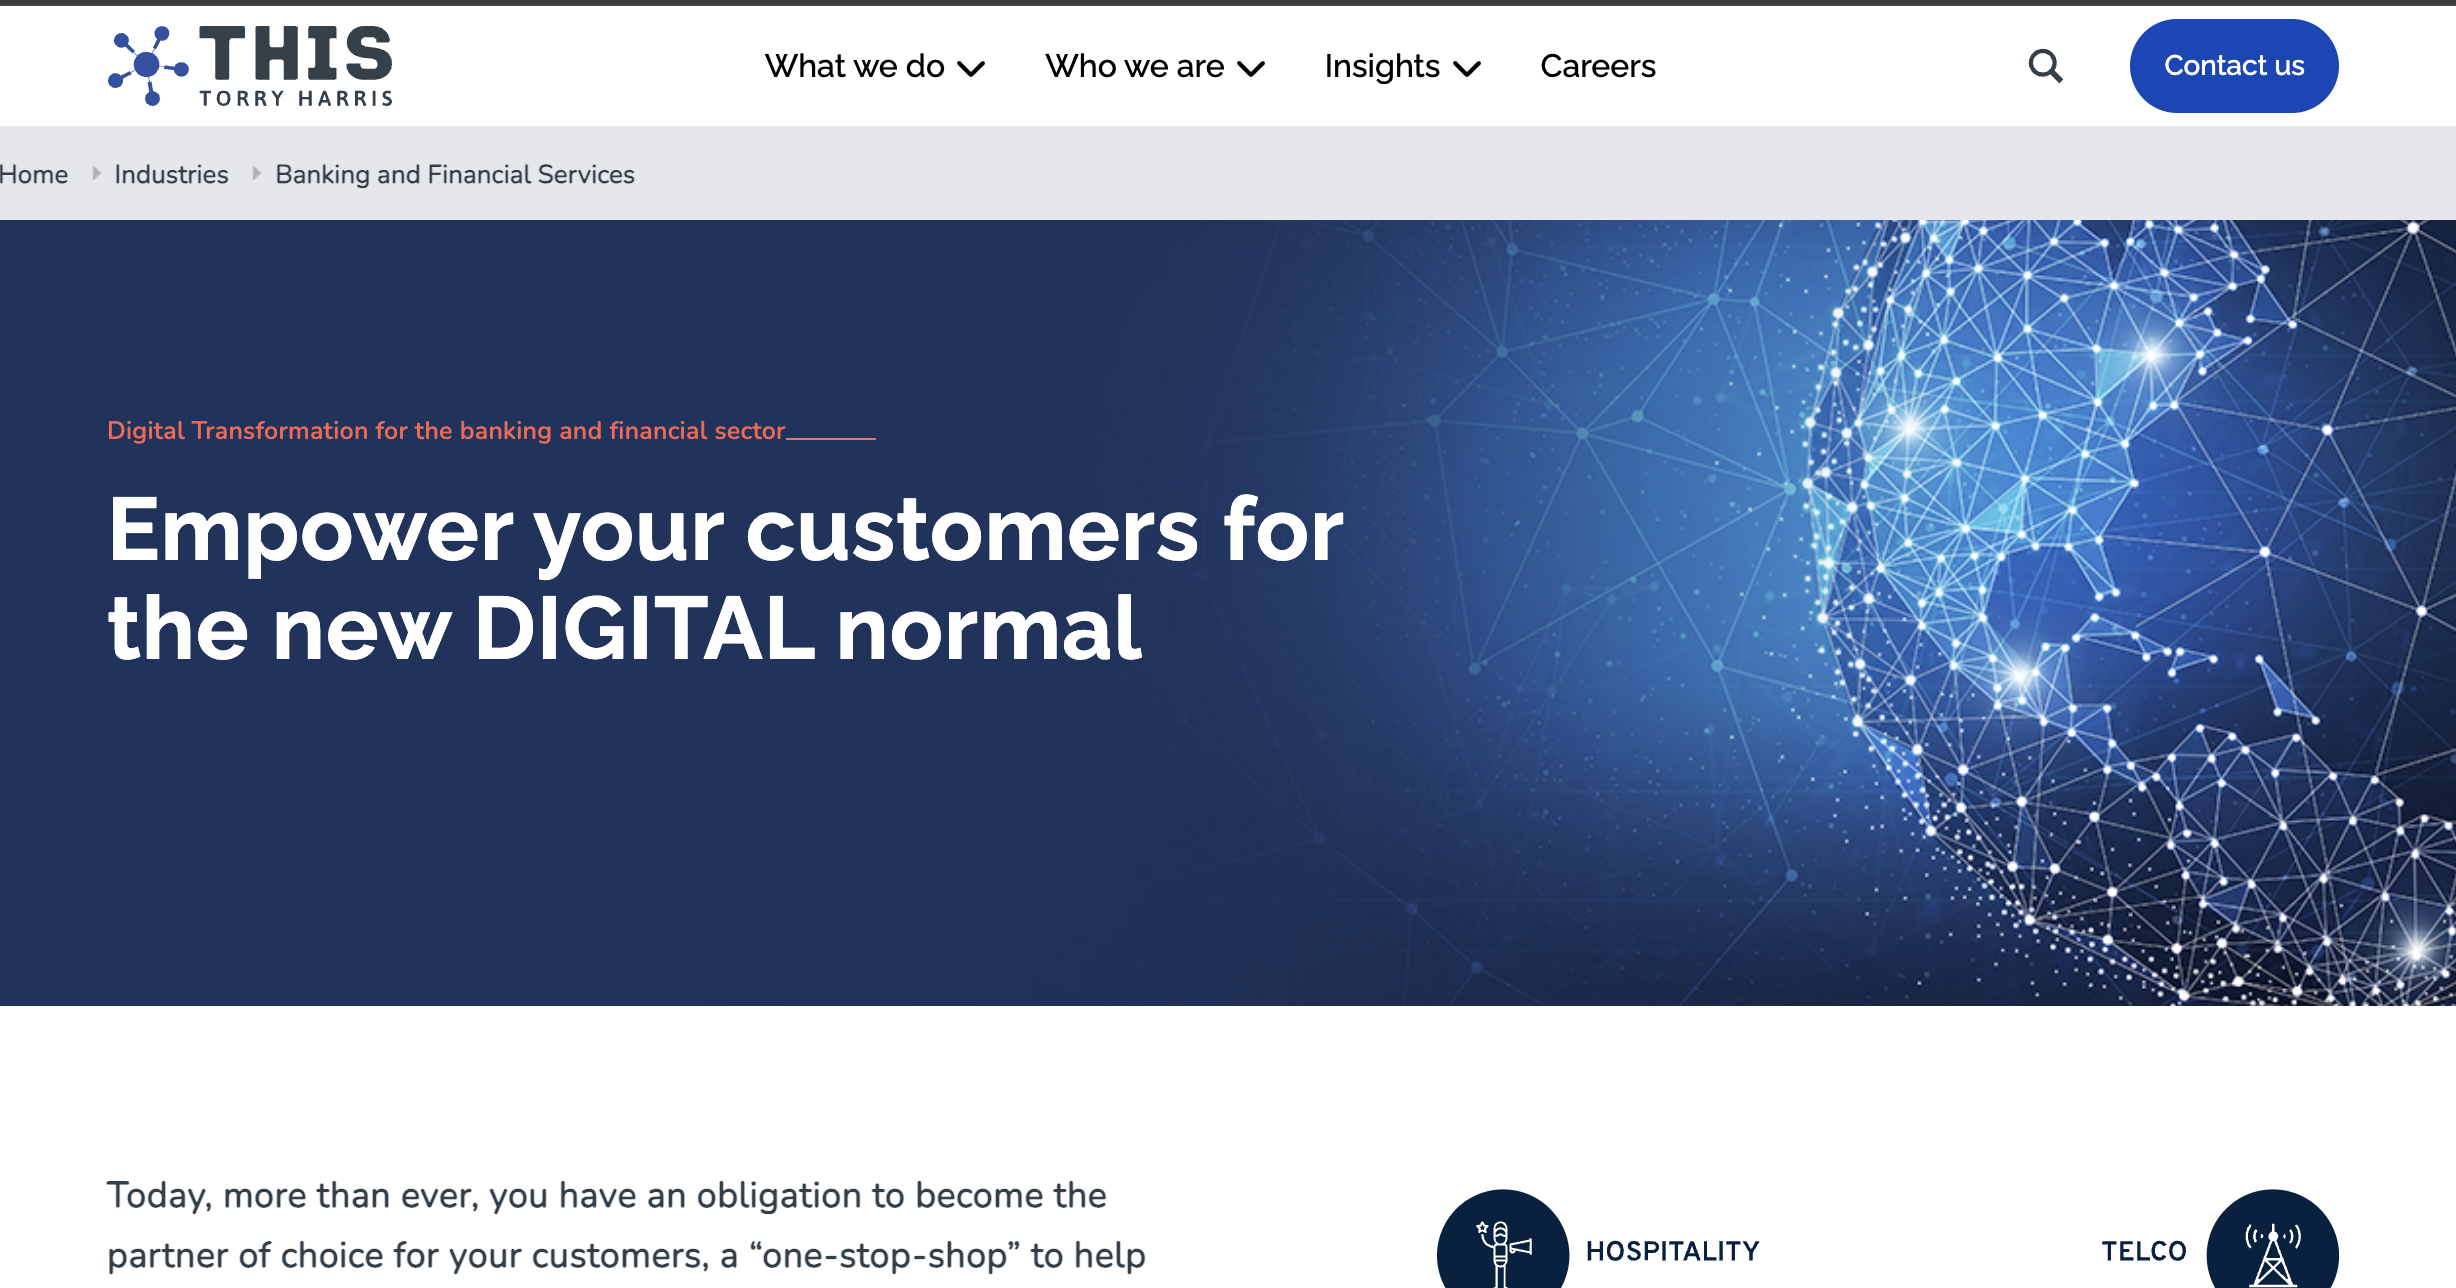 THIS
TORRY HARRIS
What we do
Who we are
Insights
Careers
Contact us
Home
Industries
Banking and Financial Services
Digital Transformation for the banking and financial sector
Empower your customers for
the new DIGITAL normal
Today, more than ever, you have an obligation to become the
partner of choice for your customers, a “one-stop-shop” to help
HOSPITALITY
TELCO